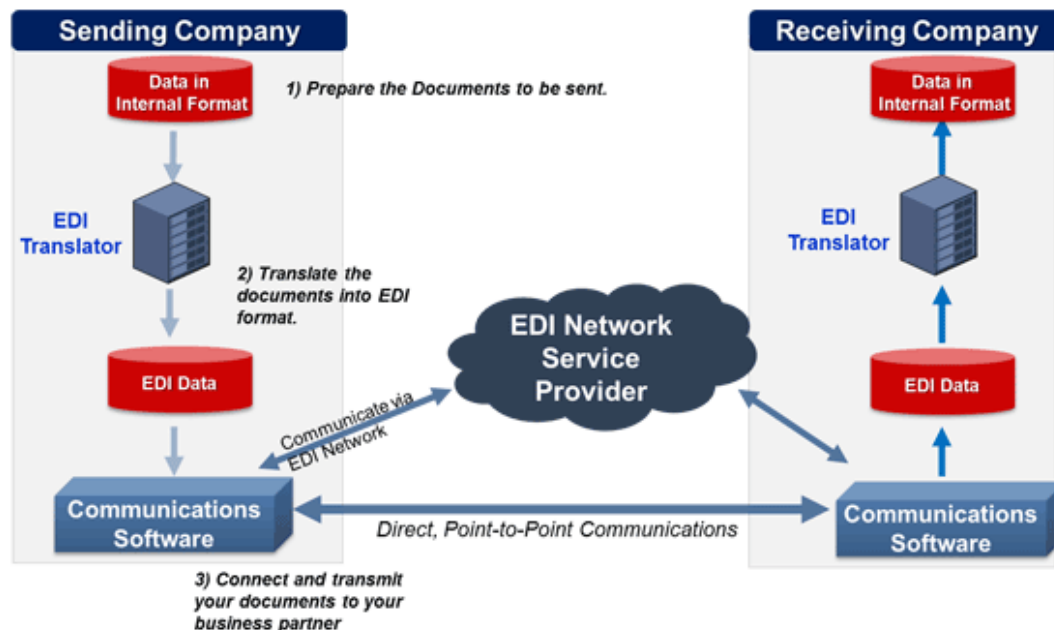 Sending Company
Data in
Internal Format
1) Prepare the Documents to be sent.
EDI
Translator
2) Translate the
documents into EDI
format.
EDI Data
Communications
Software
3) Connect and transmit
your documents to your
business partner
EDI Network
Service
Provider
Communicate via
EDI Network
Direct, Point-to-Point Communications
Receiving Company
Data in
Internal Format
EDI
Translator
EDI Data
Communications
Software